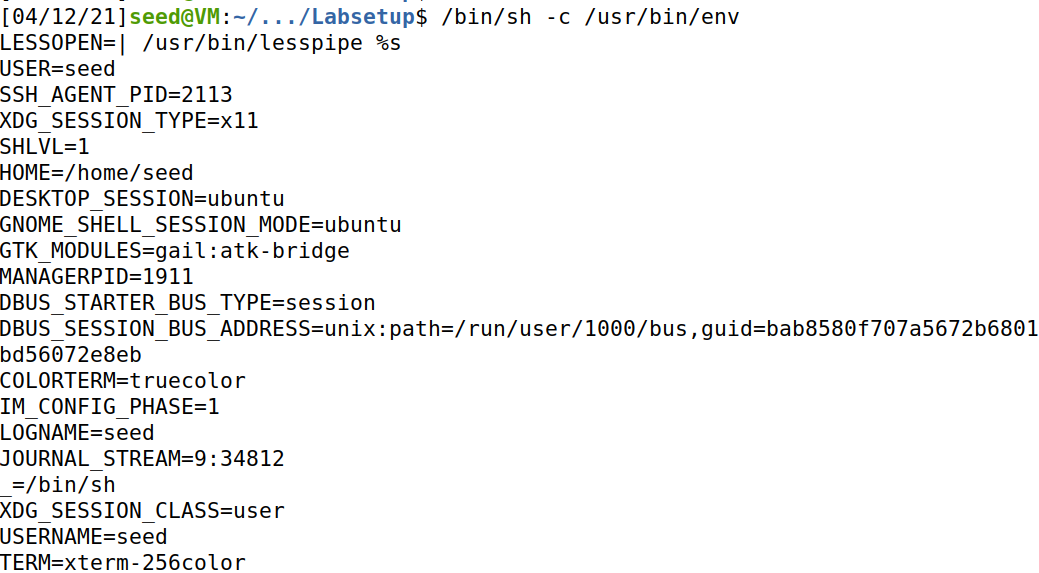 [04/12/21]seed@VM:~/.../Labsetup$ /bin/sh -c /usr/bin/env
LESSOPEN=| /usr/bin/lesspipe %s
USER=seed
SSH_AGENT_PID=2113
XDG_SESSION_TYPE=x11
SHLVL=1
HOME=/home/seed
DESKTOP_SESSION=ubuntu
GNOME_SHELL_SESSION_MODE=ubuntu
GTK_MODULES=gail:atk-bridge
MANAGERPID=1911
DBUS_STARTER_BUS_TYPE=session
DBUS_SESSION_BUS_ADDRESS=unix:path=/run/user/1000/bus,guid=bab8580f707a5672b6801
bd56072e8eb
COLORTERM=truecolor
IM_CONFIG_PHASE=1
LOGNAME=seed
JOURNAL_STREAM=9:34812
_=/bin/sh
XDG_SESSION_CLASS=user
USERNAME=seed
TERM=xterm-256color